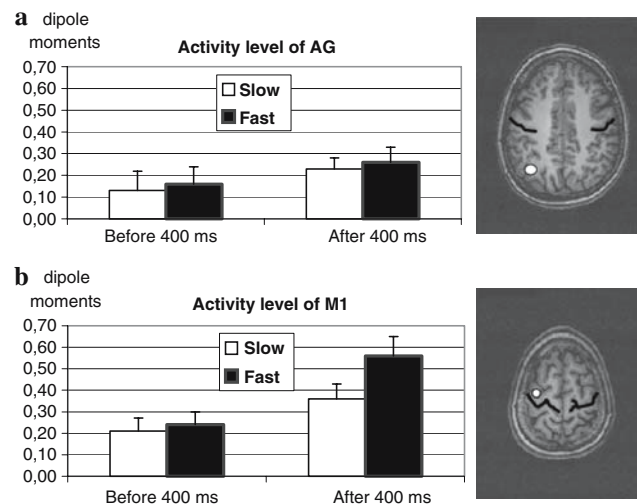 a dipole
moments
Activity level of AG
0,70
0,60
0,50
0,40
0,30
0,20
0,10
0,00
Slow
Fast
Before 400 ms
After 400 ms
b dipole
moments
Activity level of M1
0,70
0,60
0,50
0,40
0,30
0,20
0,10
0,00
Slow
Fast
Before 400 ms
After 400 ms